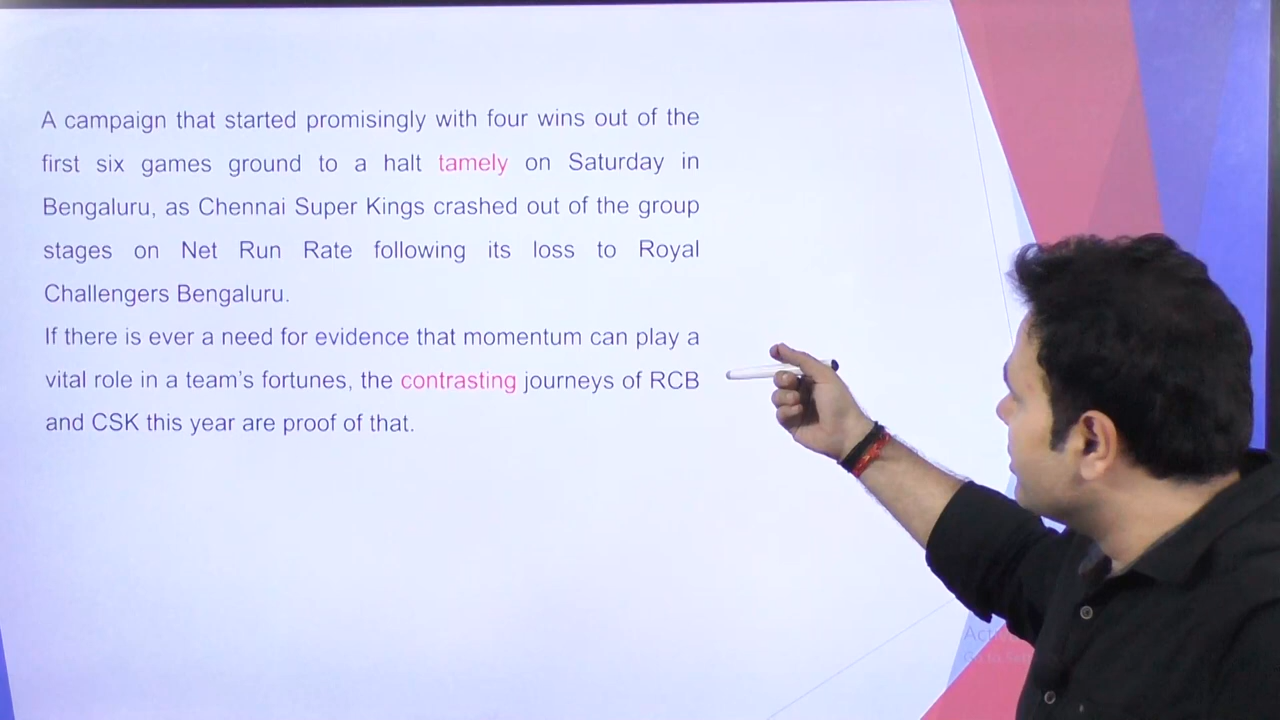 A campaign that started promisingly with four wins out of the
first six games ground to a halt tamely on Saturday in
Bengaluru, as Chennai Super Kings crashed out of the group
stages on Net Run Rate following its loss to Royal
Challengers Bengaluru.
If there is ever a need for evidence that momentum can play a
vital role in a team's fortunes, the contrasting journeys of RCB
and CSK this year are proof of that.